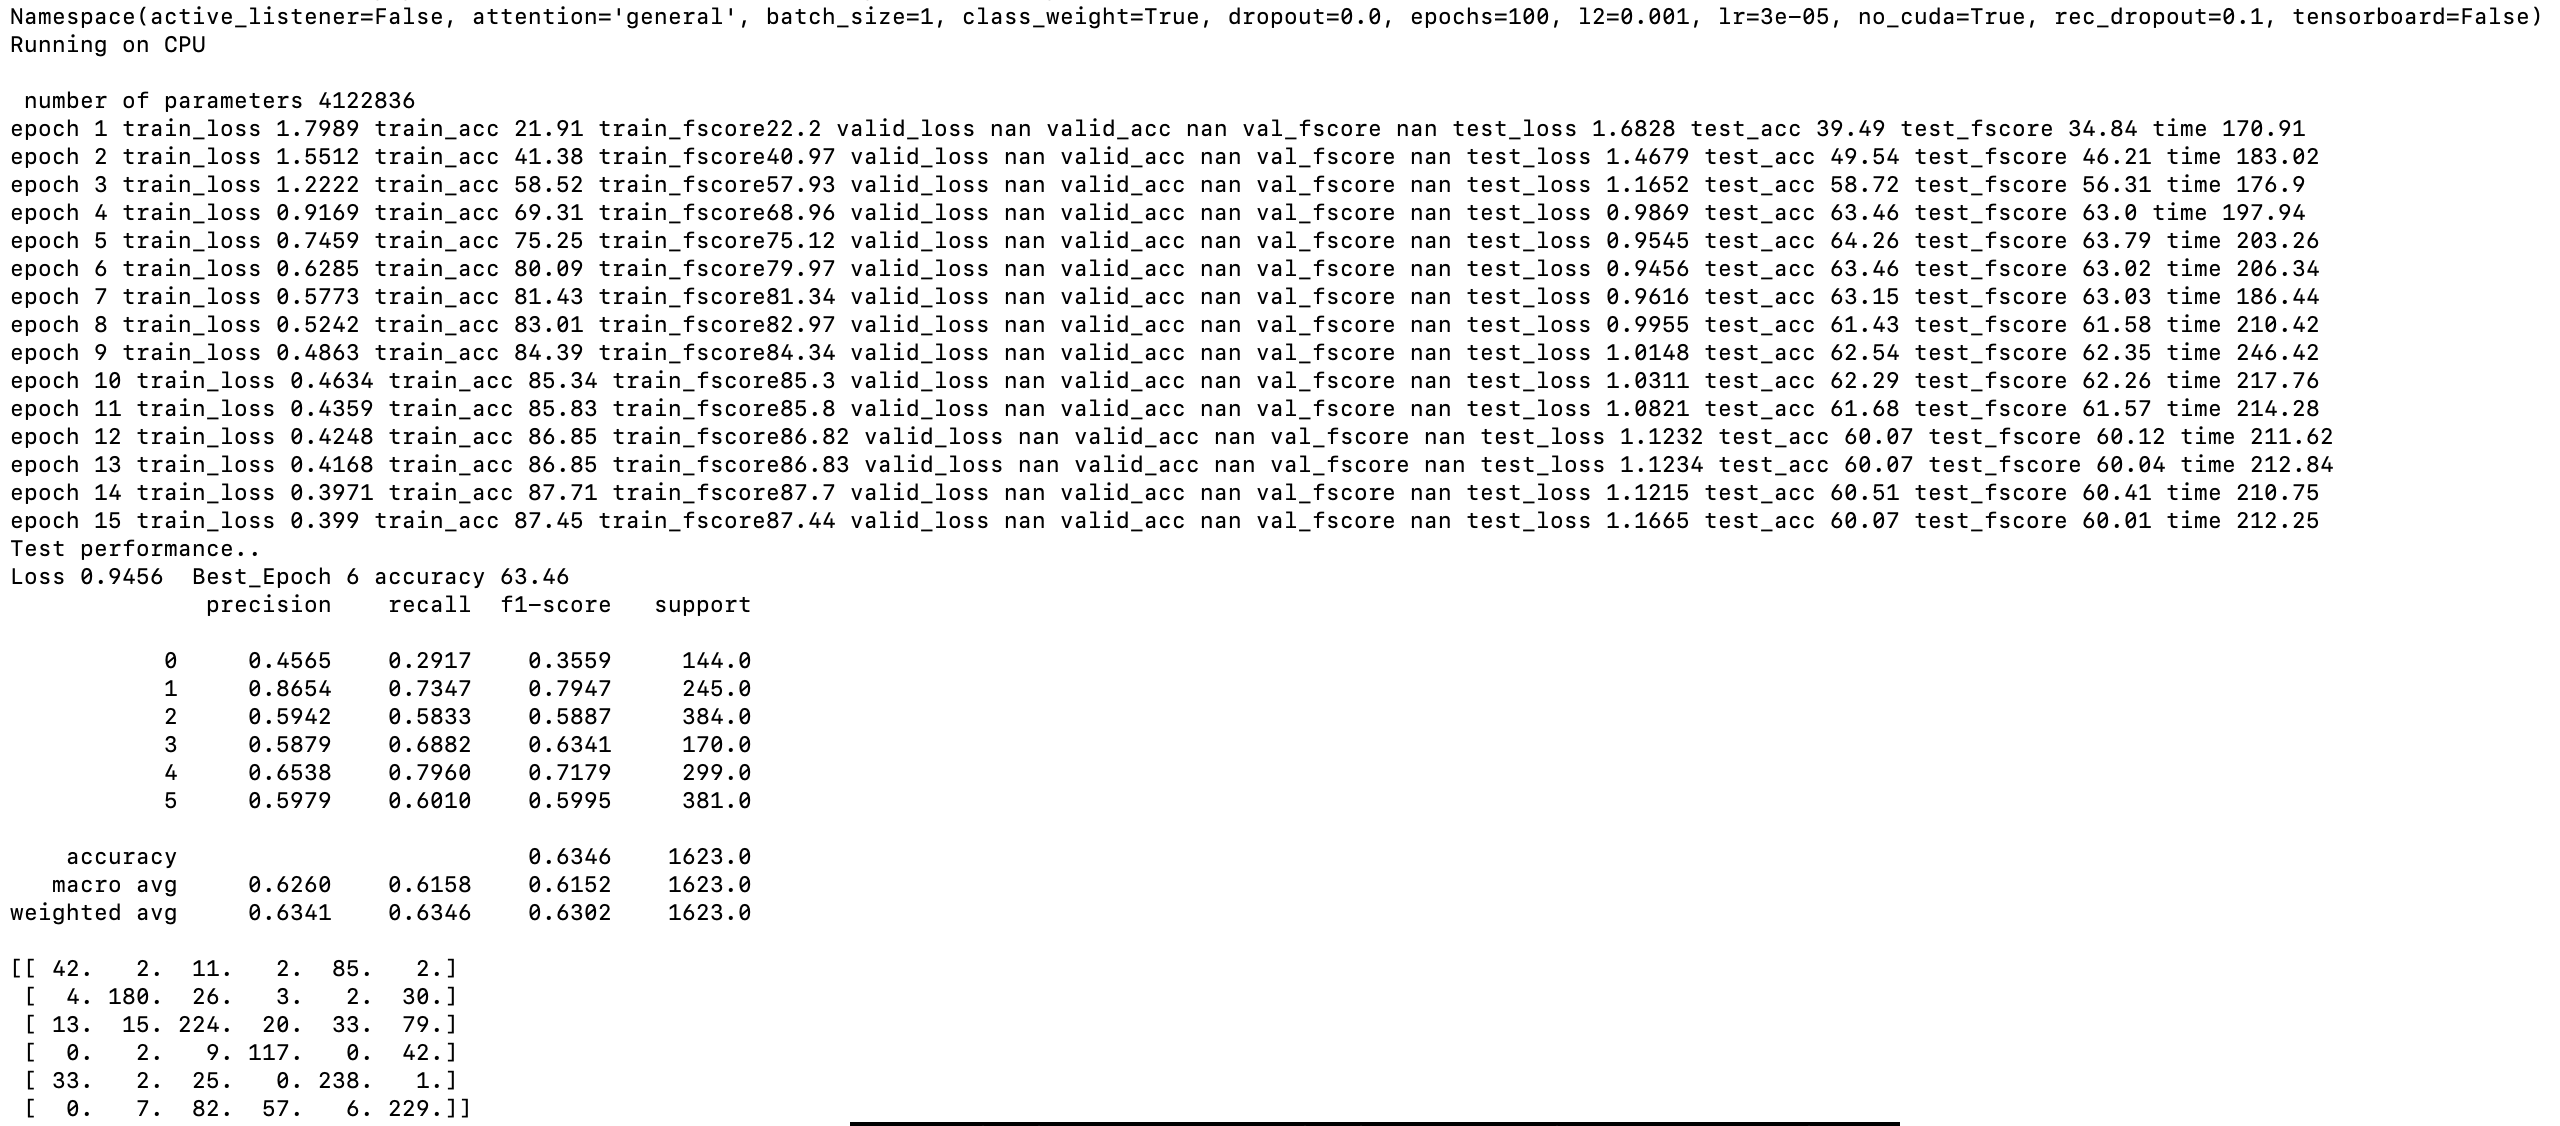 Namespace(active_listener=False, attention='general', batch_size=1, class_weight=True, dropout=0.0, epochs=100, l2=0.001, lr=3e-05, no_cuda=True, rec_dropout=0.1, tensorboard=False)
Running on CPU
number of parameters 4122836
epoch 1 train_loss 1.7989 train_acc 21.91 train_fscore22.2 valid_loss nan valid_acc nan val_fscore nan test_loss 1.6828 test_acc 39.49 test_fscore 34.84 time 170.91
epoch 2 train_loss 1.5512 train_acc 41.38 train_fscore40.97 valid_loss nan valid_acc nan val_fscore nan test_loss 1.4679 test_acc 49.54 test_fscore 46.21 time 183.02
epoch 3 train_loss 1.2222 train_acc 58.52 train_fscore57.93 valid_loss nan valid_acc nan val_fscore nan test_loss 1.1652 test_acc 58.72 test_fscore 56.31 time 176.9
epoch 4 train_loss 0.9169 train_acc 69.31 train_fscore68.96 valid_loss nan valid_acc nan val_fscore nan test_loss 0.9869 test_acc 63.46 test_fscore 63.0 time 197.94
epoch 5 train_loss 0.7459 train_acc 75.25 train_fscore75.12 valid_loss nan valid_acc nan val_fscore nan test_loss 0.9545 test_acc 64.26 test_fscore 63.79 time 203.26
epoch 6 train_loss 0.6285 train_acc 80.09 train_fscore79.97 valid_loss nan valid_acc nan val_fscore nan test_loss 0.9456 test_acc 63.46 test_fscore 63.02 time 206.34
epoch 7 train_loss 0.5773 train_acc 81.43 train_fscore81.34 valid_loss nan valid_acc nan val_fscore nan test_loss 0.9616 test_acc 63.15 test_fscore 63.03 time 186.44
epoch 8 train_loss 0.5242 train_acc 83.01 train_fscore82.97 valid_loss nan valid_acc nan val_fscore nan test_loss 0.9955 test_acc 61.43 test_fscore 61.58 time 210.42
epoch 9 train_loss 0.4863 train_acc 84.39 train_fscore84.34 valid_loss nan valid_acc nan val_fscore nan test_loss 1.0148 test_acc 62.54 test_fscore 62.35 time 246.42
epoch 10 train_loss 0.4634 train_acc 85.34 train_fscore85.3 valid_loss nan valid_acc nan val_fscore nan test_loss 1.0311 test_acc 62.29 test_fscore 62.26 time 217.76
epoch 11 train_loss 0.4359 train_acc 85.83 train_fscore85.8 valid_loss nan valid_acc nan val_fscore nan test_loss 1.0821 test_acc 61.68 test_fscore 61.57 time 214.28
epoch 12 train_loss 0.4248 train_acc 86.85 train_fscore86.82 valid_loss nan valid_acc nan val_fscore nan test_loss 1.1232 test_acc 60.07 test_fscore 60.12 time 211.62
epoch 13 train_loss 0.4168 train_acc 86.85 train_fscore86.83 valid_loss nan valid_acc nan val_fscore nan test_loss 1.1234 test_acc 60.07 test_fscore 60.04 time 212.84
epoch 14 train_loss 0.3971 train_acc 87.71 train_fscore87.7 valid_loss nan valid_acc nan val_fscore nan test_loss 1.1215 test_acc 60.51 test_fscore 60.41 time 210.75
epoch 15 train_loss 0.399 train_acc 87.45 train_fscore87.44 valid_loss nan valid_acc nan val_fscore nan test_loss 1.1665 test_acc 60.07 test_fscore 60.01 time 212.25
Test performance..
Loss 0.9456  Best_Epoch 6 accuracy 63.46
precision    recall  f1-score   support
0     0.4565    0.2917    0.3559     144.0
1     0.8654    0.7347    0.7947     245.0
2     0.5942    0.5833    0.5887     384.0
3     0.5879    0.6882    0.6341     170.0
4     0.6538    0.7960    0.7179     299.0
5     0.5979    0.6010    0.5995     381.0
accuracy                         0.6346    1623.0
macro avg     0.6260    0.6158    0.6152    1623.0
weighted avg     0.6341    0.6346    0.6302    1623.0
[[ 42.   2.  11.   2.  85.   2.]
[  4. 180.  26.   3.   2.  30.]
[ 13.  15. 224.  20.  33.  79.]
[  0.   2.   9. 117.   0.  42.]
[ 33.   2.  25.   0. 238.   1.]
[  0.   7.  82.  57.   6. 229.]]